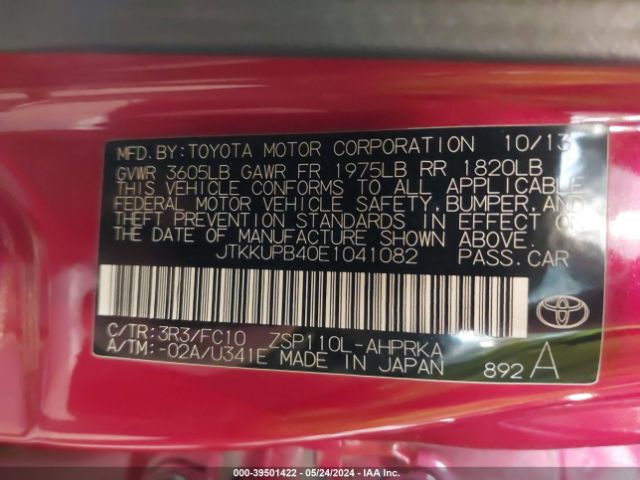 MFD. BY: TOYOTA MOTOR CORPORATION 10/13
GVWR 3605LB GAWR FR 1975LB RR 1820LB
THIS VEHICLE CONFORMS TO ALL APPLICABLE
FEDERAL MOTOR VEHICLE SAFETY, BUMPER, AND
THEFT PREVENTION STANDARDS IN EFFECT ON
THE DATE OF MANUFACTURE SHOWN ABOVE.
JTKKUPB40E1041082 PASS. CAR
C/TR: 3R3/FC10 ZSP110L-AHPRKA
A/TM: -02A/U341E MADE IN JAPAN 892 A
000-39501422 - 05/24/2024 - IAA Inc.